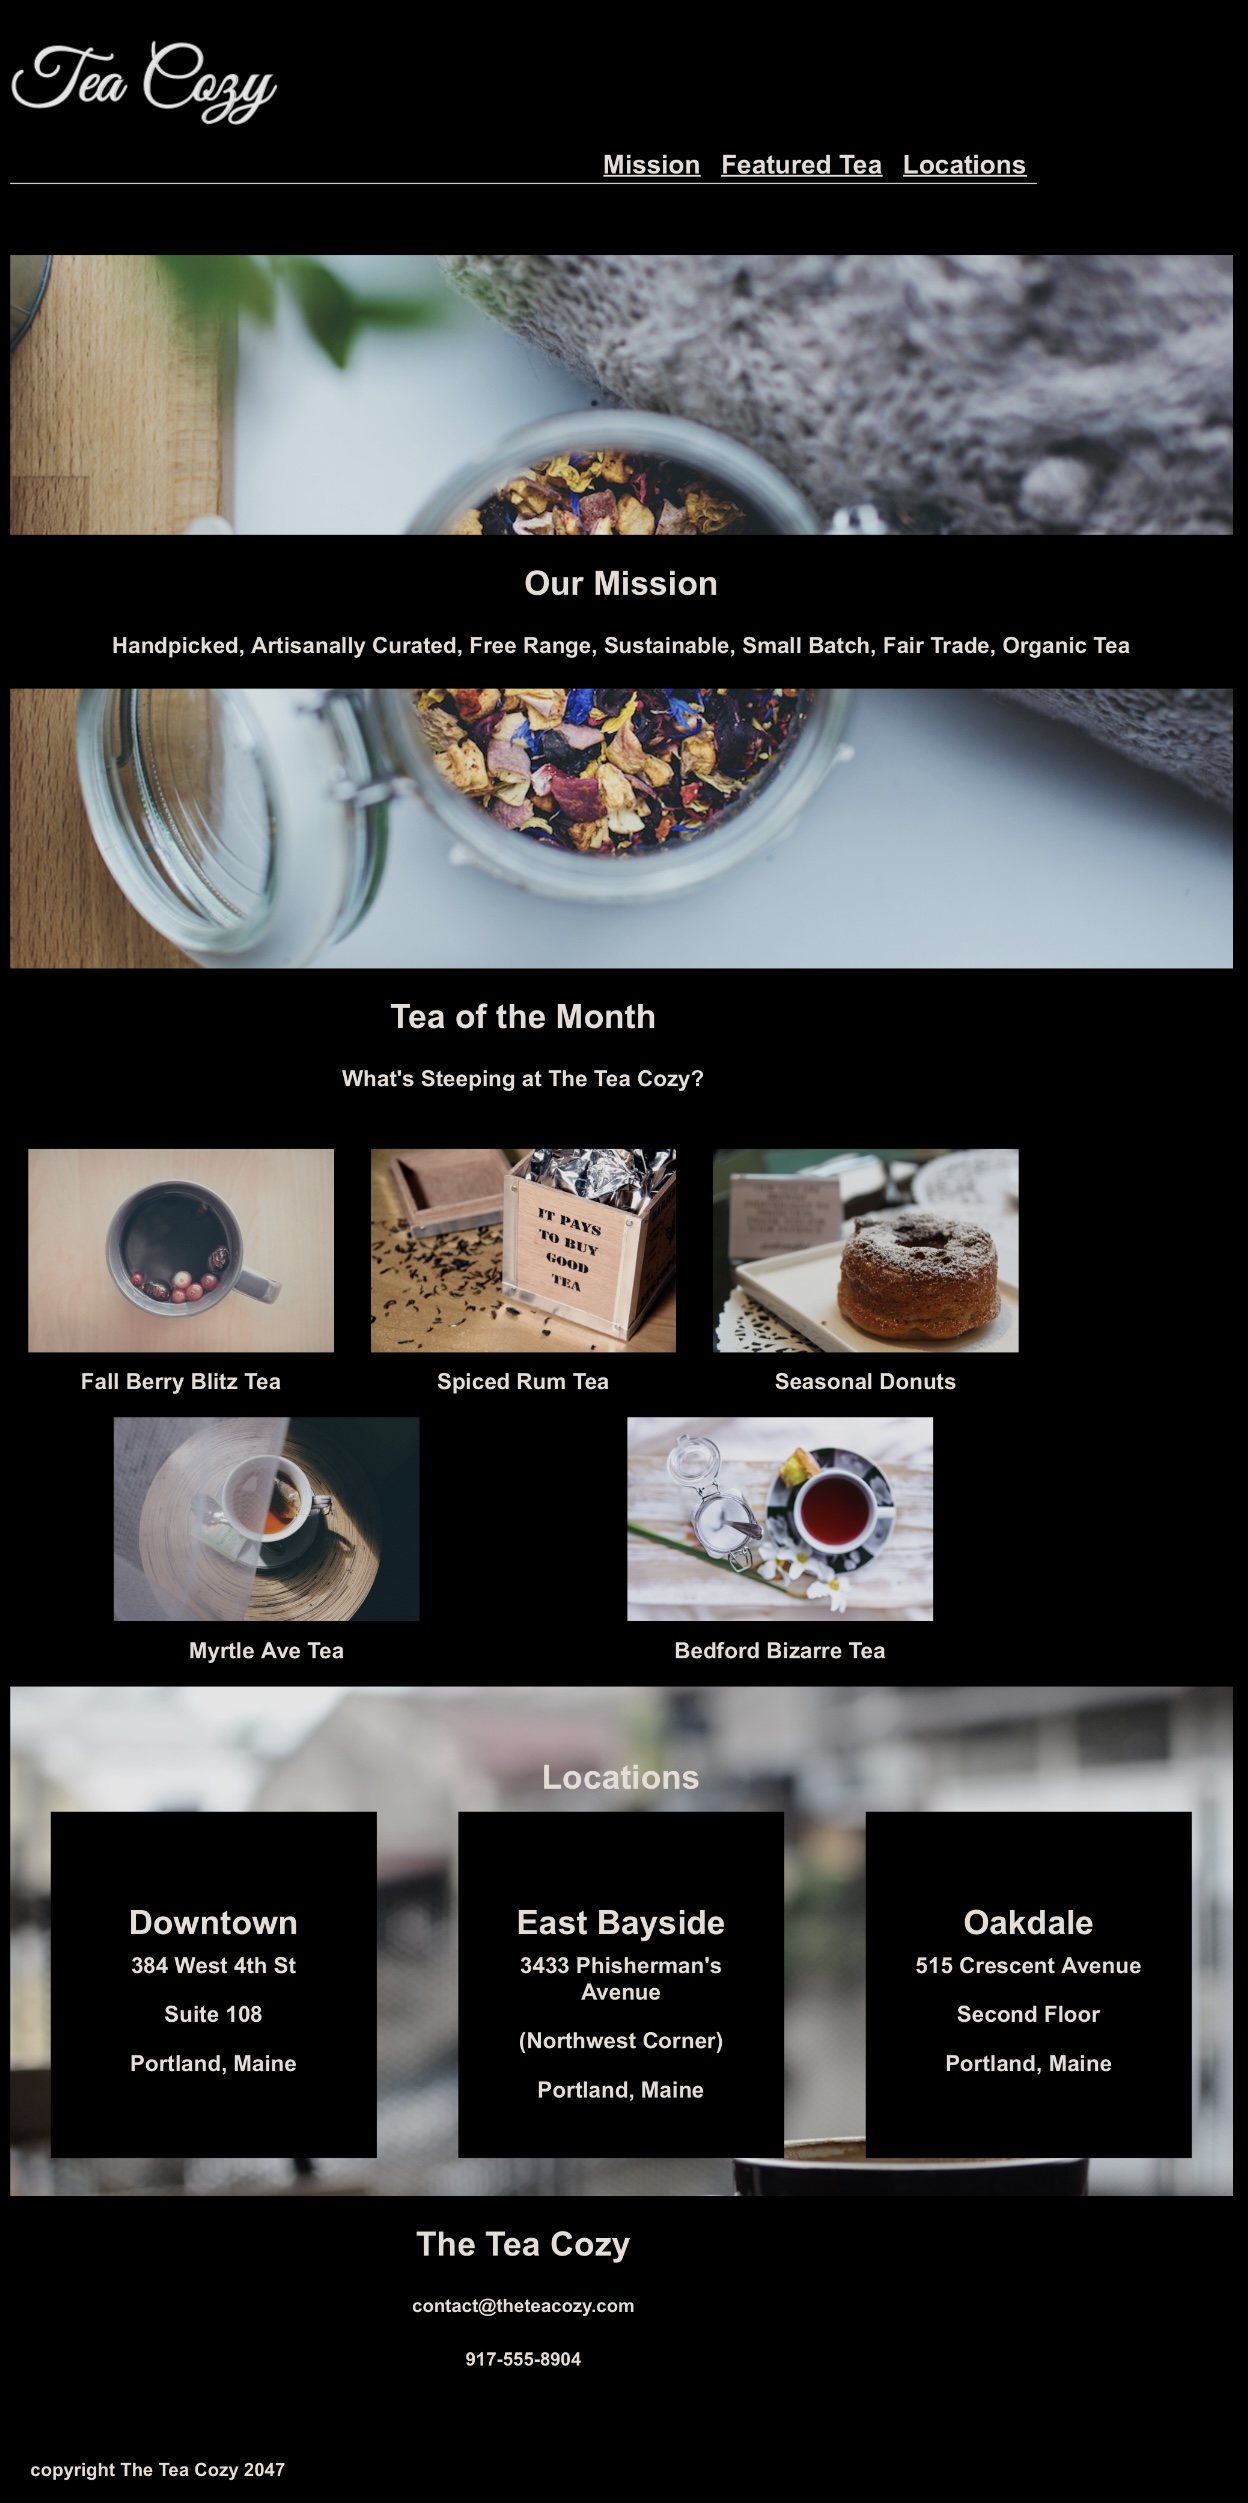 Tea Cozy
Mission Featured Tea Locations
Our Mission
Handpicked, Artisanally Curated, Free Range, Sustainable, Small Batch, Fair Trade, Organic Tea
Tea of the Month
What's Steeping at The Tea Cozy?
IT PAYS
TO BUY
GOOD
TEA
Fall Berry Blitz Tea
Spiced Rum Tea
Seasonal Donuts
Myrtle Ave Tea
Bedford Bizarre Tea
Locations
Downtown
384 West 4th St
Suite 108
Portland, Maine
East Bayside
3433 Phisherman's
Avenue
(Northwest Corner)
Portland, Maine
Oakdale
515 Crescent Avenue
Second Floor
Portland, Maine
The Tea Cozy
contact@theteacozy.com
917-555-8904
copyright The Tea Cozy 2047